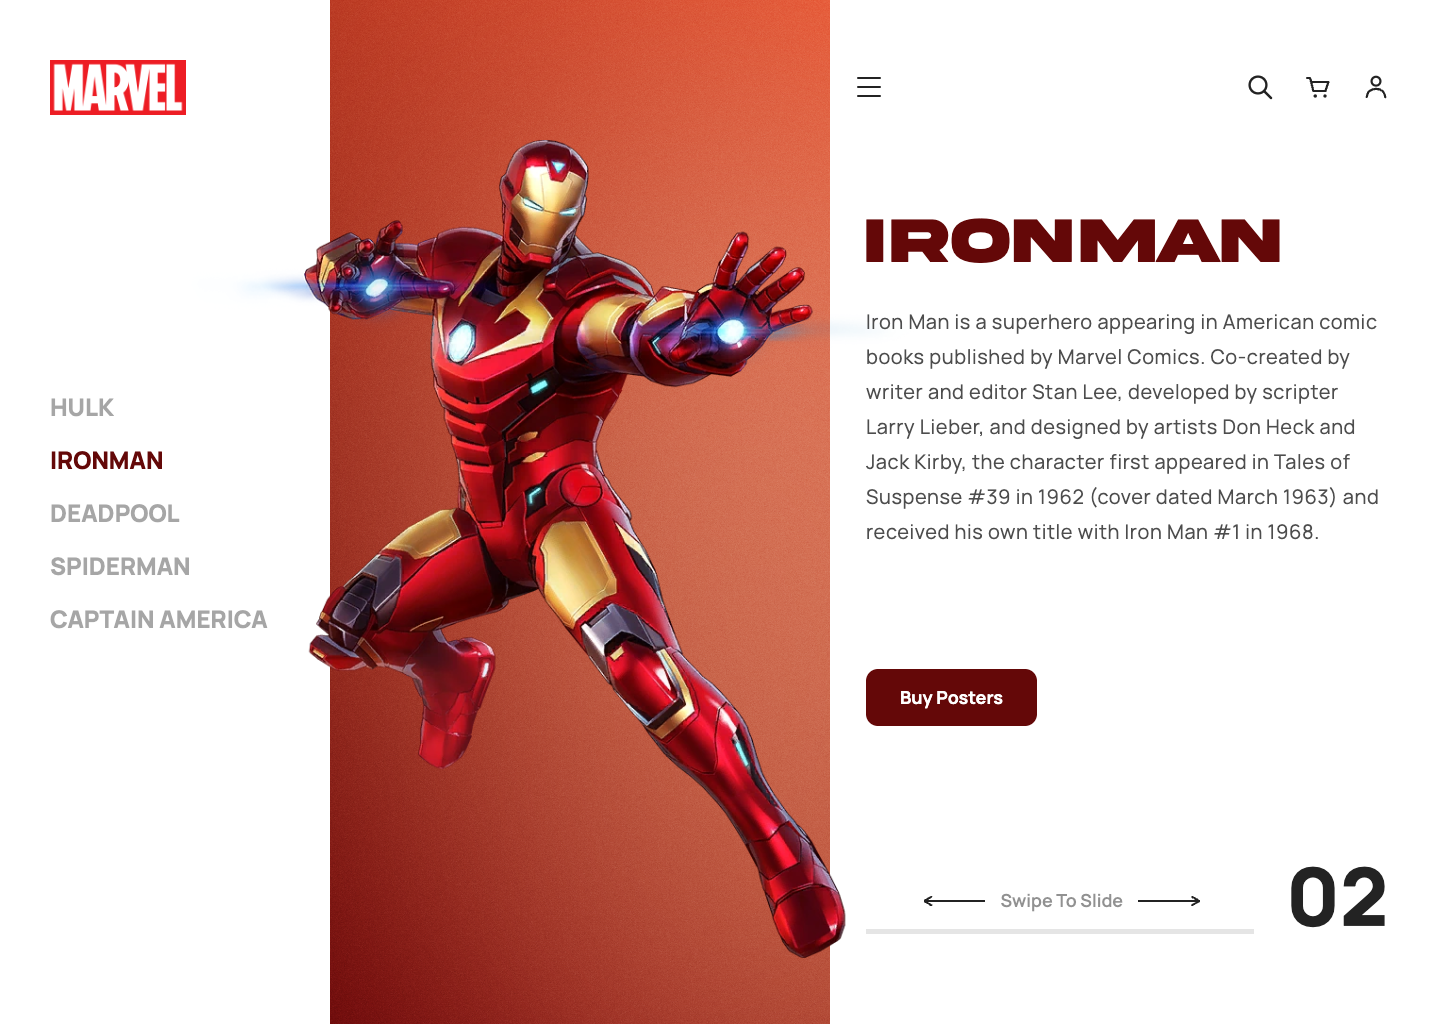 MARVEL
HULK
IRONMAN
DEADPOOL
SPIDERMAN
CAPTAIN AMERICA
IRONMAN
Iron Man is a superhero appearing in American comic
books published by Marvel Comics. Co-created by
writer and editor Stan Lee, developed by scripter
Larry Lieber, and designed by artists Don Heck and
Jack Kirby, the character first appeared in Tales of
Suspense #39 in 1962 (cover dated March 1963) and
received his own title with Iron Man #1 in 1968.
Buy Posters
Swipe To Slide
02